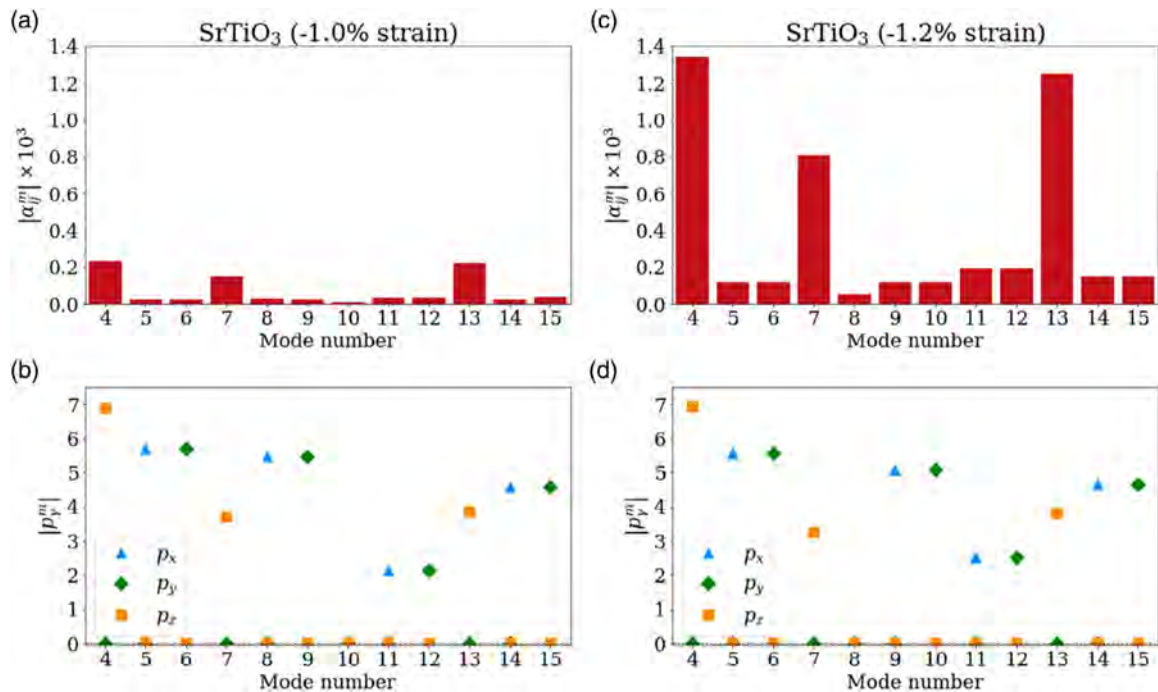 (a)
SrTiO₃ (-1.0% strain)
1.4
1.2
1.0
0.8
0.6
0.4
0.2
0.0
|α_ij^m| × 10³
4 5 6 7 8 9 10 11 12 13 14 15
Mode number
(c)
SrTiO₃ (-1.2% strain)
1.4
1.2
1.0
0.8
0.6
0.4
0.2
0.0
|α_ij^m| × 10³
4 5 6 7 8 9 10 11 12 13 14 15
Mode number
(b)
7
6
5
4
3
2
1
0
|p_γ^m|
pₓ
p_y
p_z
4 5 6 7 8 9 10 11 12 13 14 15
Mode number
(d)
7
6
5
4
3
2
1
0
|p_γ^m|
pₓ
p_y
p_z
4 5 6 7 8 9 10 11 12 13 14 15
Mode number